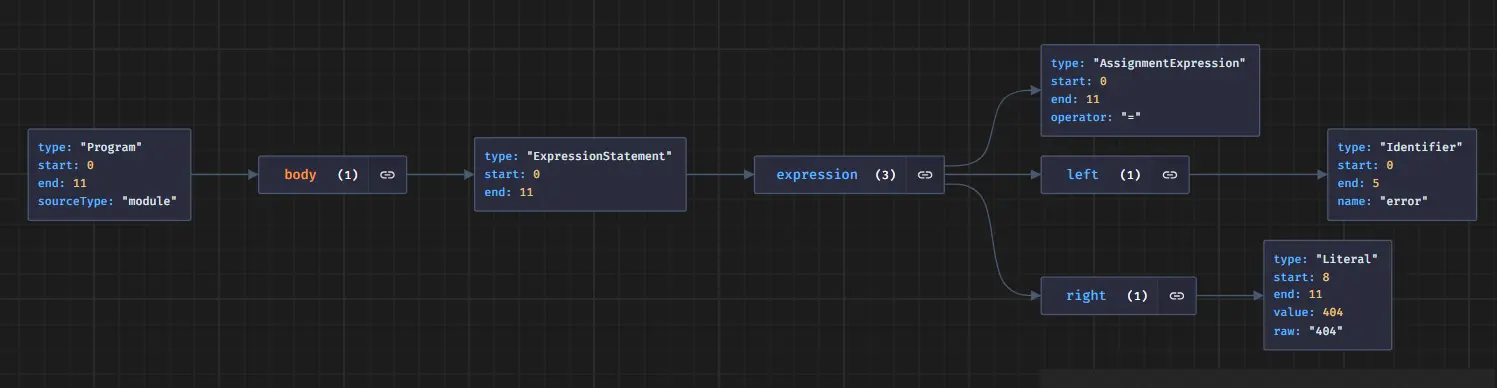 type: "Program"
start: 0
end: 11
sourceType: "module"
body (1)
type: "ExpressionStatement"
start: 0
end: 11
expression (3)
type: "AssignmentExpression"
start: 0
end: 11
operator: "="
left (1)
type: "Identifier"
start: 0
end: 5
name: "error"
right (1)
type: "Literal"
start: 8
end: 11
value: 404
raw: "404"